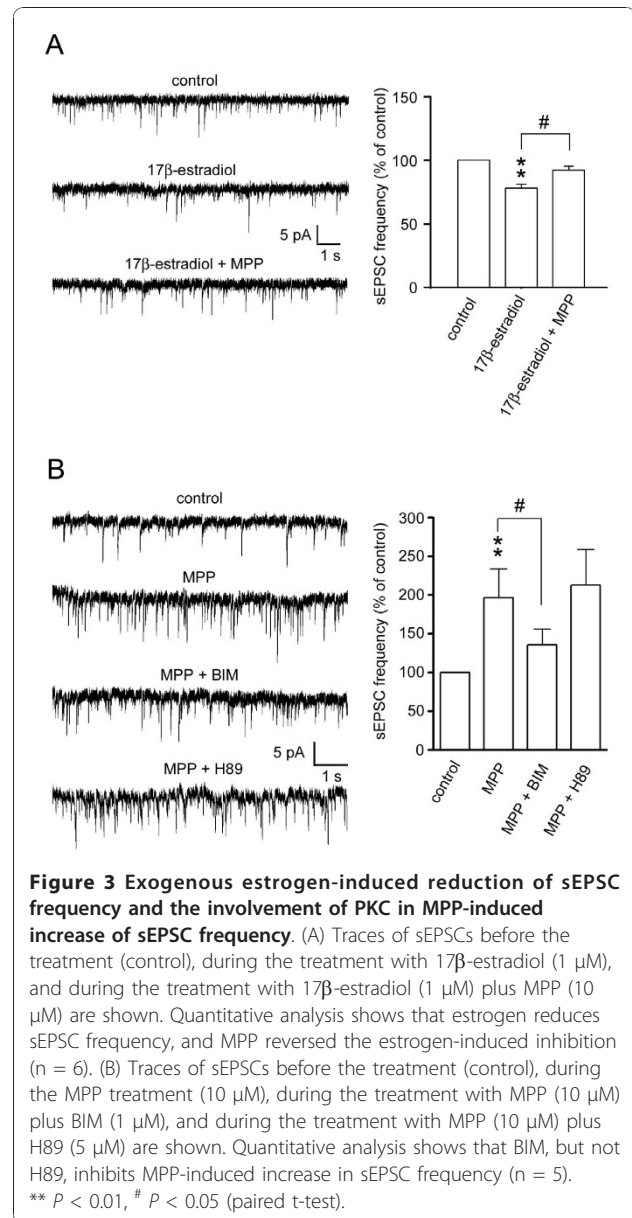 A
control
17β-estradiol
5 pA
1 s
17β-estradiol + MPP
sEPSC frequency (% of control)
150
100
50
0
#
**
control
17β-estradiol
17β-estradiol + MPP
B
control
MPP
MPP + BIM
5 pA
1 s
MPP + H89
sEPSC frequency (% of control)
300
250
200
150
100
50
0
#
**
control
MPP
MPP + BIM
MPP + H89
Figure 3 Exogenous estrogen-induced reduction of sEPSC
frequency and the involvement of PKC in MPP-induced
increase of sEPSC frequency. (A) Traces of sEPSCs before the
treatment (control), during the treatment with 17β-estradiol (1 μM),
and during the treatment with 17β-estradiol (1 μM) plus MPP (10
μM) are shown. Quantitative analysis shows that estrogen reduces
sEPSC frequency, and MPP reversed the estrogen-induced inhibition
(n = 6). (B) Traces of sEPSCs before the treatment (control), during
the MPP treatment (10 μM), during the treatment with MPP (10 μM)
plus BIM (1 μM), and during the treatment with MPP (10 μM) plus
H89 (5 μM) are shown. Quantitative analysis shows that BIM, but not
H89, inhibits MPP-induced increase in sEPSC frequency (n = 5).
** P < 0.01, # P < 0.05 (paired t-test).